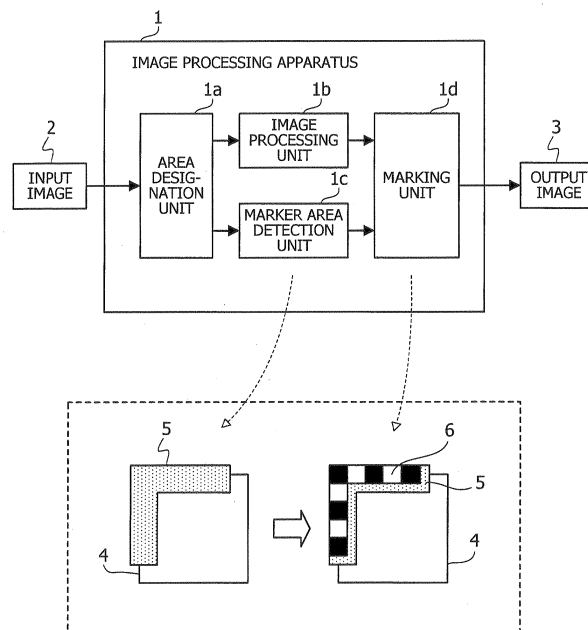 1
IMAGE PROCESSING APPARATUS
1a
1b
1d
2
IMAGE
PROCESSING
UNIT
3
INPUT
IMAGE
AREA
DESIG-
NATION
UNIT
MARKING
UNIT
OUTPUT
IMAGE
1c
MARKER AREA
DETECTION
UNIT
5
6
5
4
4